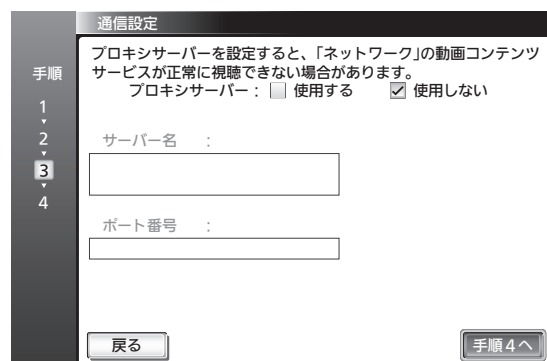 通信設定
プロキシサーバーを設定すると、「ネットワーク」の動画コンテンツ
サービスが正常に視聴できない場合があります。
プロキシサーバー： 使用する 使用しない
手順
1
2
3
4
サーバー名 ：
ポート番号 ：
戻る
手順4へ